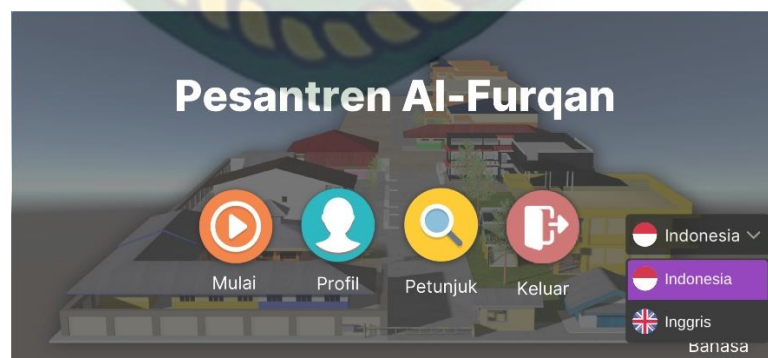 Pesantren Al-Furqan
Mulai
Profil
Petunjuk
Keluar
Indonesia
Indonesia
Inggris
Bahasa